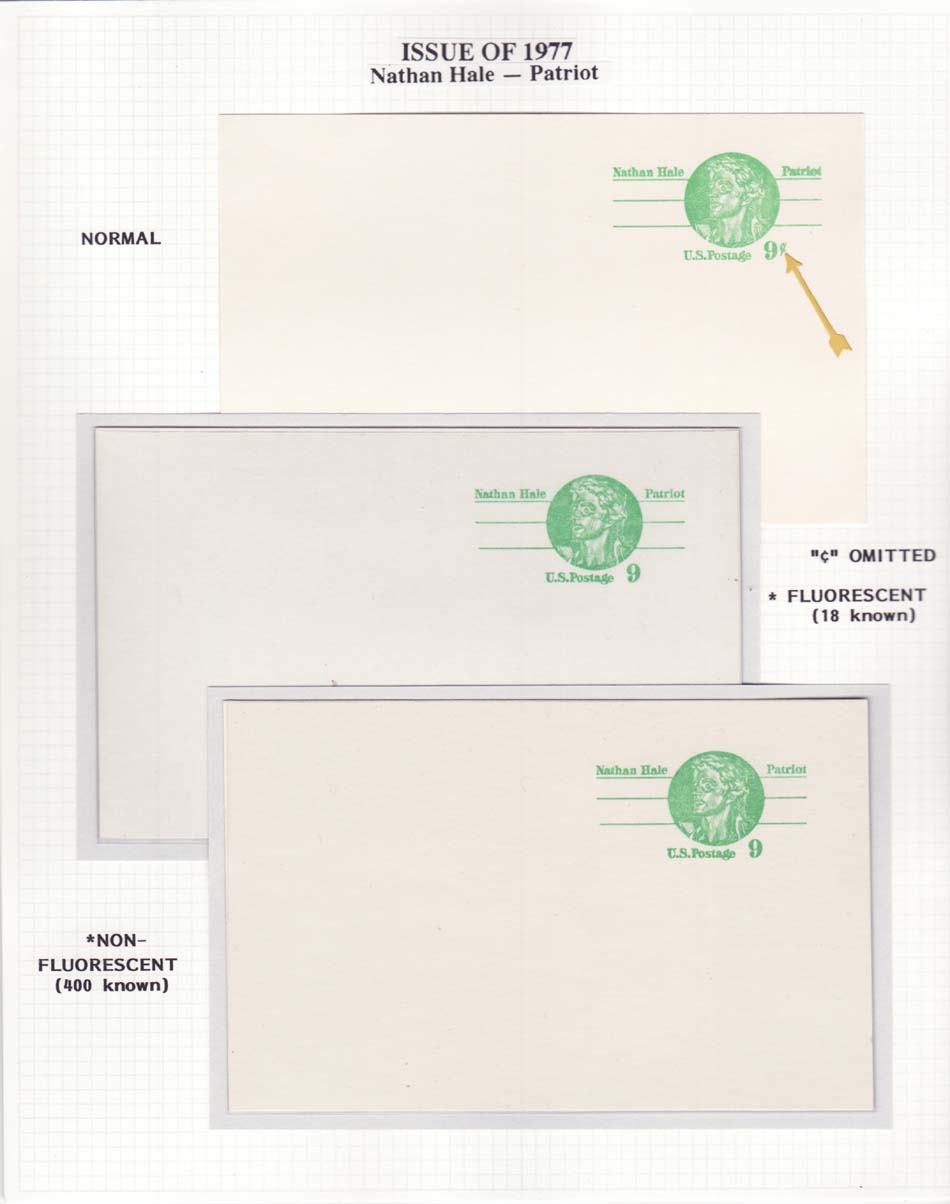 ISSUE OF 1977
Nathan Hale — Patriot
Nathan Hale Patriot
NORMAL
U.S.Postage 9¢
Nathan Hale Patriot
"¢" OMITTED
U.S.Postage 9
* FLUORESCENT
(18 known)
Nathan Hale Patriot
U.S.Postage 9
*NON-
FLUORESCENT
(400 known)